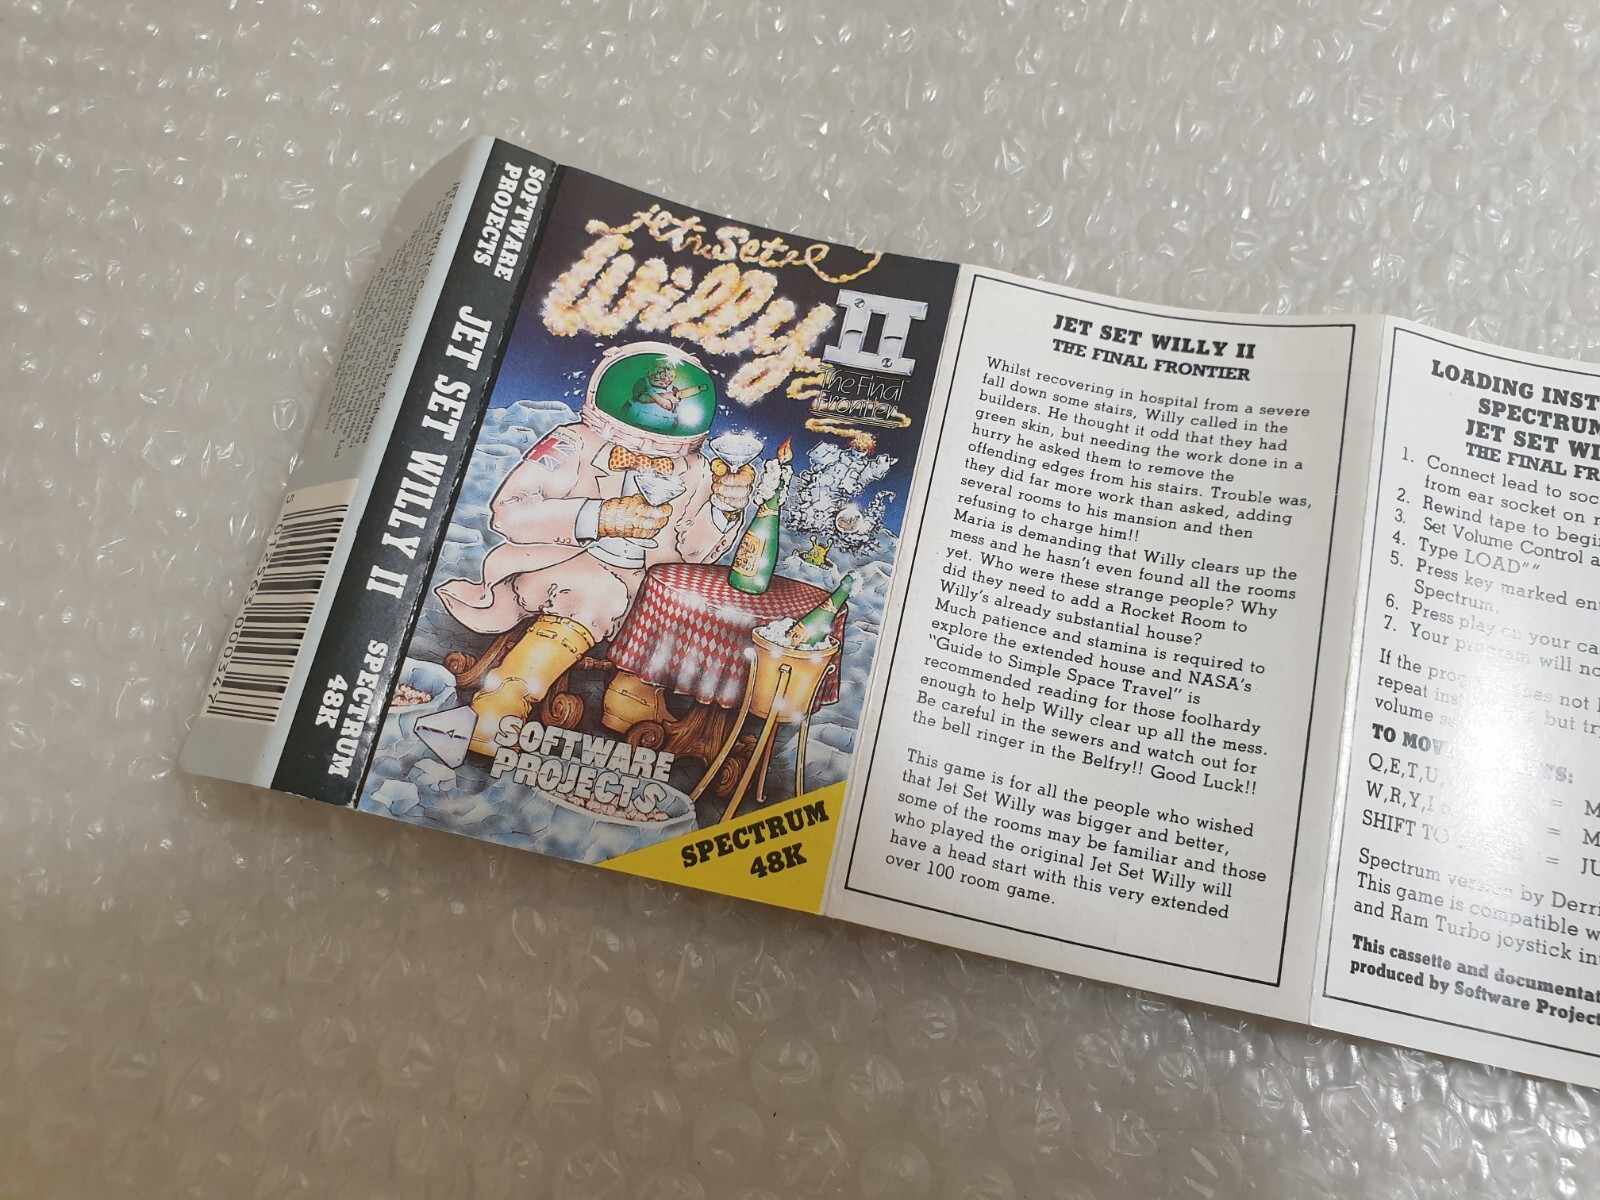 SOFTWARE
PROJECTS
JET SET WILLY II
SPECTRUM
48K
5 012363 000347
jet Set
Willy
II
The Final
Frontier
SOFTWARE
PROJECTS
SPECTRUM
48K
JET SET WILLY II
THE FINAL FRONTIER
Whilst recovering in hospital from a severe
fall down some stairs, Willy called in the
builders. He thought it odd that they had
green skin, but needing the work done in a
hurry he asked them to remove the
offending edges from his stairs. Trouble was,
they did far more work than asked, adding
several rooms to his mansion and then
refusing to charge him!!
Maria is demanding that Willy clears up the
mess and he hasn't even found all the rooms
yet. Who were these strange people? Why
did they need to add a Rocket Room to
Willy's already substantial house?
Much patience and stamina is required to
explore the extended house and NASA's
"Guide to Simple Space Travel" is
recommended reading for those foolhardy
enough to help Willy clear up all the mess.
Be careful in the sewers and watch out for
the bell ringer in the Belfry!! Good Luck!!
This game is for all the people who wished
that Jet Set Willy was bigger and better,
some of the rooms may be familiar and those
who played the original Jet Set Willy will
have a head start with this very extended
over 100 room game.
LOADING INST
SPECTRUM
JET SET WI
THE FINAL FR
1. Connect lead to soc
from ear socket on
2. Rewind tape to begi
3. Set Volume Control a
4. Type LOAD""
5. Press key marked en
Spectrum.
6. Press play on your ca
7. Your program will no
If the prog does not
repeat ins but tr
volume
TO MOV
Q,E,T,U, = M
W,R,Y,I = M
SHIFT TO = JU
Spectrum version by Derri
This game is compatible w
and Ram Turbo joystick in
This cassette and documentat
produced by Software Project